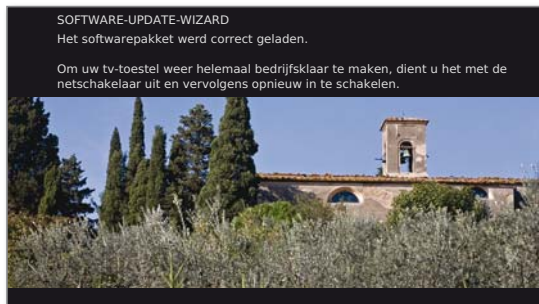 SOFTWARE-UPDATE-WIZARD
Het softwarepakket werd correct geladen.
Om uw tv-toestel weer helemaal bedrijfsklaar te maken, dient u het met de
netschakelaar uit en vervolgens opnieuw in te schakelen.